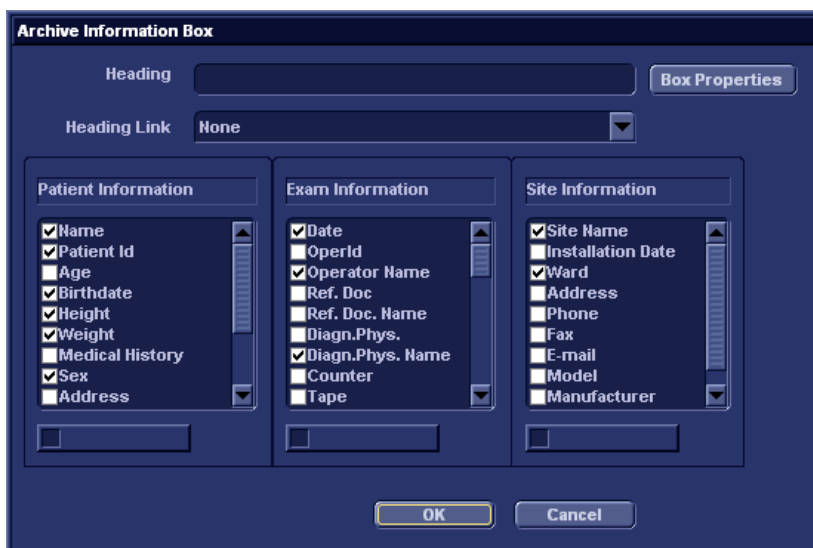 Archive Information Box
Heading
Box Properties
Heading Link
None
Patient Information
Name
Patient Id
Age
Birthdate
Height
Weight
Medical History
Sex
Address
Exam Information
Date
OperId
Operator Name
Ref. Doc
Ref. Doc. Name
Diagn.Phys.
Diagn.Phys. Name
Counter
Tape
Site Information
Site Name
Installation Date
Ward
Address
Phone
Fax
E-mail
Model
Manufacturer
OK
Cancel